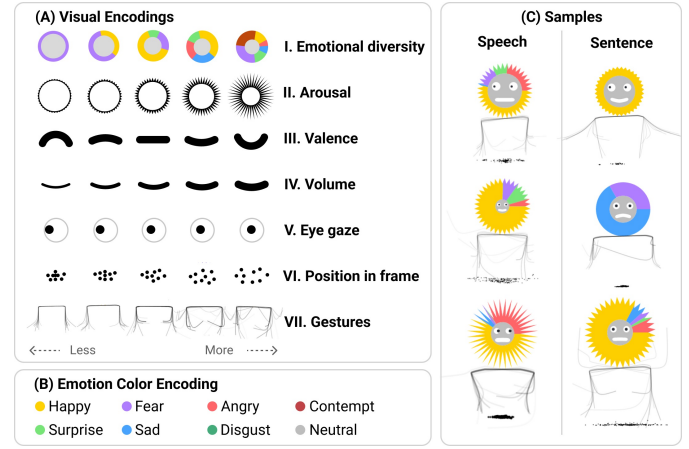 (A) Visual Encodings
I. Emotional diversity
II. Arousal
III. Valence
IV. Volume
V. Eye gaze
VI. Position in frame
VII. Gestures
Less More
(B) Emotion Color Encoding
Happy Fear Angry Contempt
Surprise Sad Disgust Neutral
(C) Samples
Speech Sentence